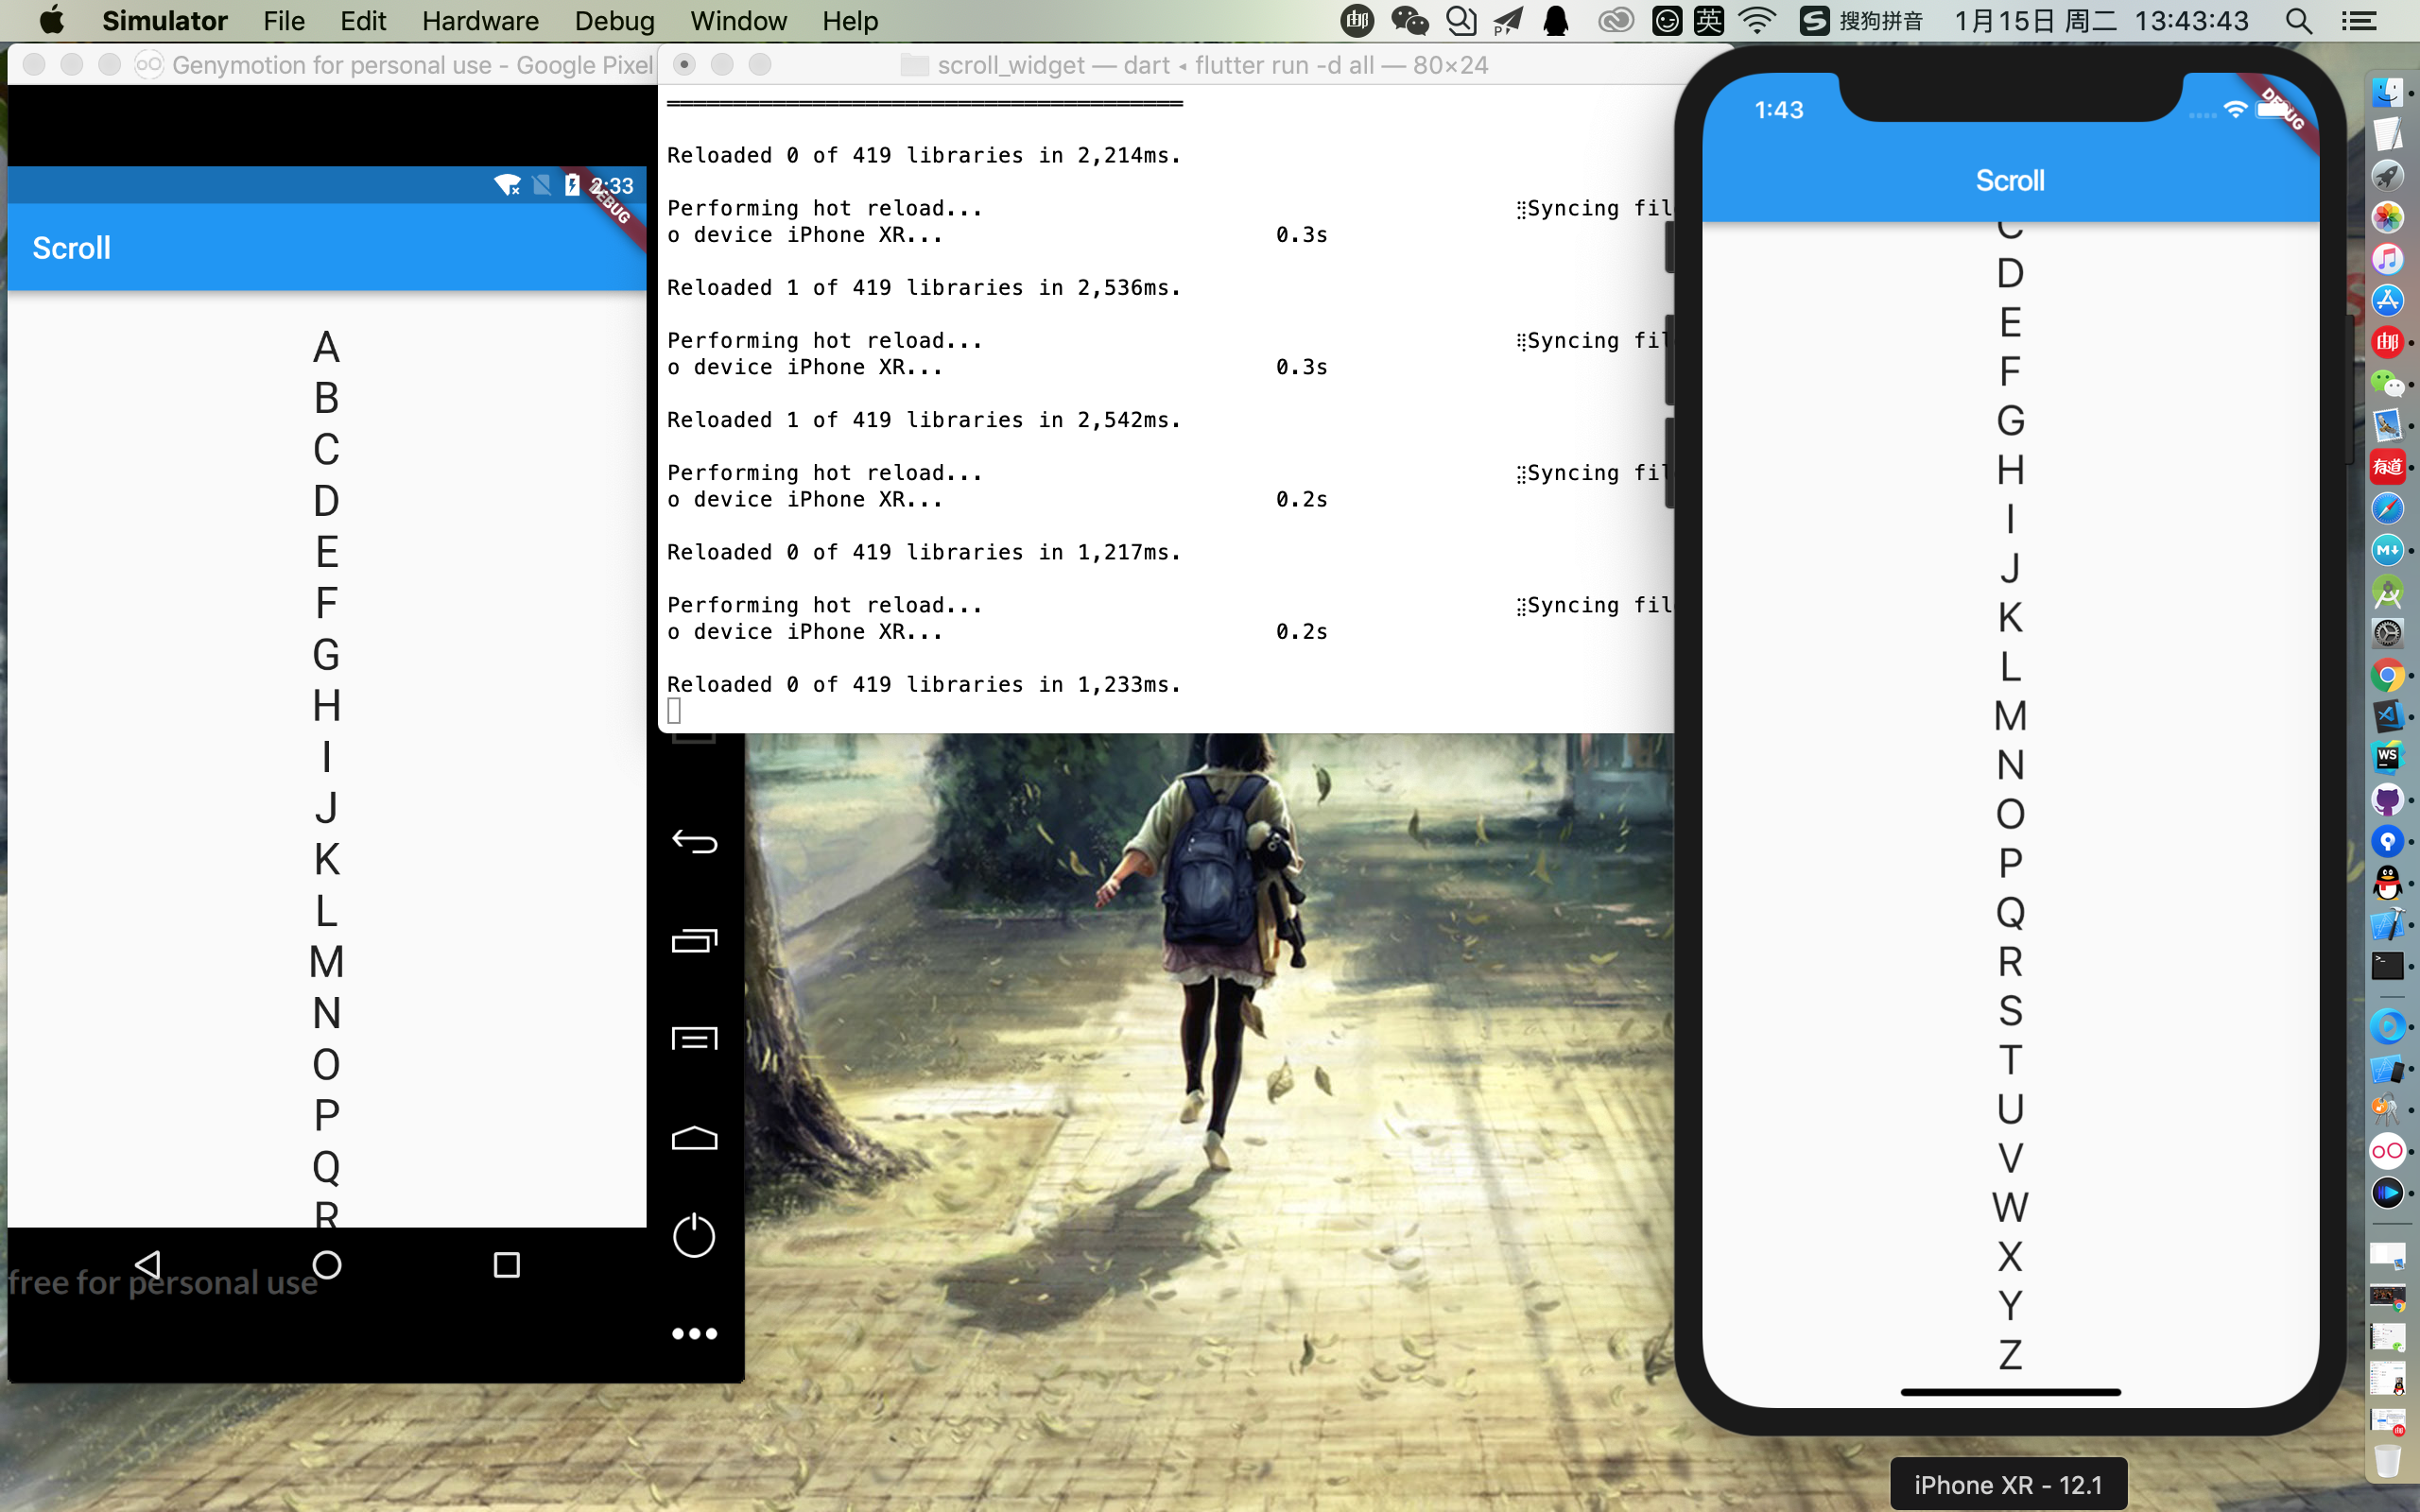 Simulator File Edit Hardware Debug Window Help 英 搜狗拼音 1月15日 周二 13:43:43
Genymotion for personal use - Google Pixel
2:33
DEBUG
Scroll
A
B
C
D
E
F
G
H
I
J
K
L
M
N
O
P
Q
R
free for personal use
scroll_widget — dart ◂ flutter run -d all — 80×24
Reloaded 0 of 419 libraries in 2,214ms.
Performing hot reload... Syncing fil
o device iPhone XR... 0.3s
Reloaded 1 of 419 libraries in 2,536ms.
Performing hot reload... Syncing fil
o device iPhone XR... 0.3s
Reloaded 1 of 419 libraries in 2,542ms.
Performing hot reload... Syncing fil
o device iPhone XR... 0.2s
Reloaded 0 of 419 libraries in 1,217ms.
Performing hot reload... Syncing fil
o device iPhone XR... 0.2s
Reloaded 0 of 419 libraries in 1,233ms.
1:43
DEBUG
Scroll
C
D
E
F
G
H
I
J
K
L
M
N
O
P
Q
R
S
T
U
V
W
X
Y
Z
iPhone XR - 12.1
邮
有道
M
WS